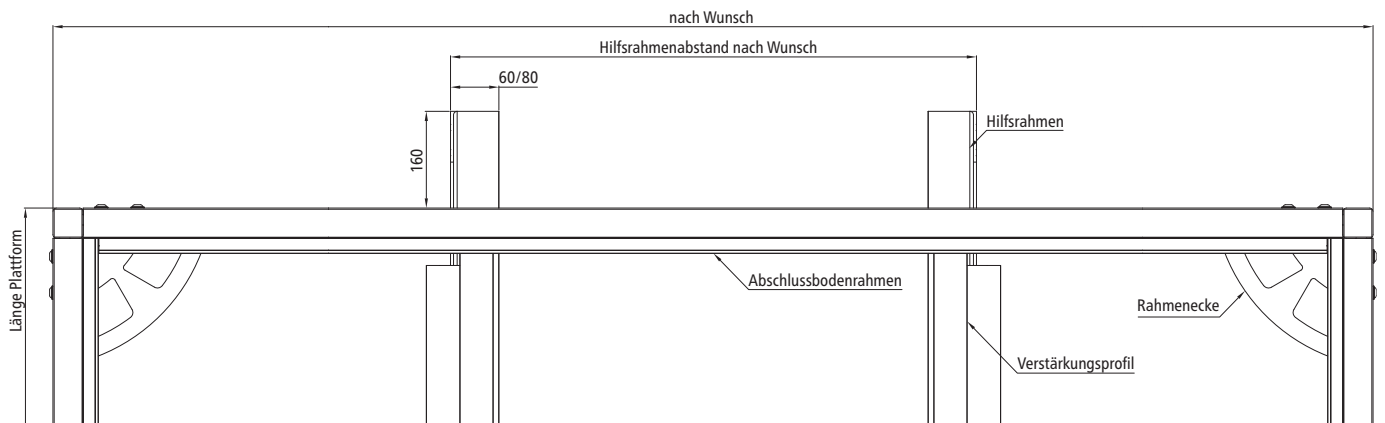 nach Wunsch
Hilfsrahmenabstand nach Wunsch
60/80
Hilfsrahmen
160
Länge Plattform
Abschlussbodenrahmen
Rahmenecke
Verstärkungsprofil